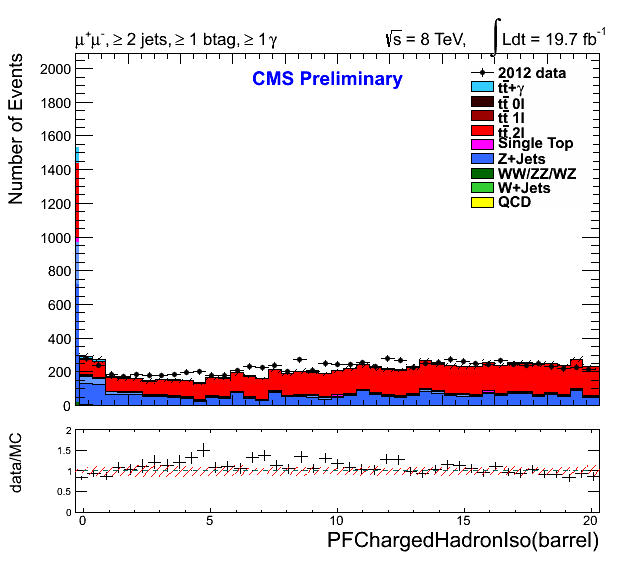 μ⁺μ⁻, ≥ 2 jets, ≥ 1 btag, ≥ 1 γ
√s = 8 TeV, ∫ Ldt = 19.7 fb⁻¹
CMS Preliminary
2012 data
tt̄+γ
tt̄ 0l
tt̄ 1l
tt̄ 2l
Single Top
Z+Jets
WW/ZZ/WZ
W+Jets
QCD
Number of Events
2000
1800
1600
1400
1200
1000
800
600
400
200
0
data/MC
2
1.5
1
0.5
0
0 5 10 15 20
PFChargedHadronIso(barrel)